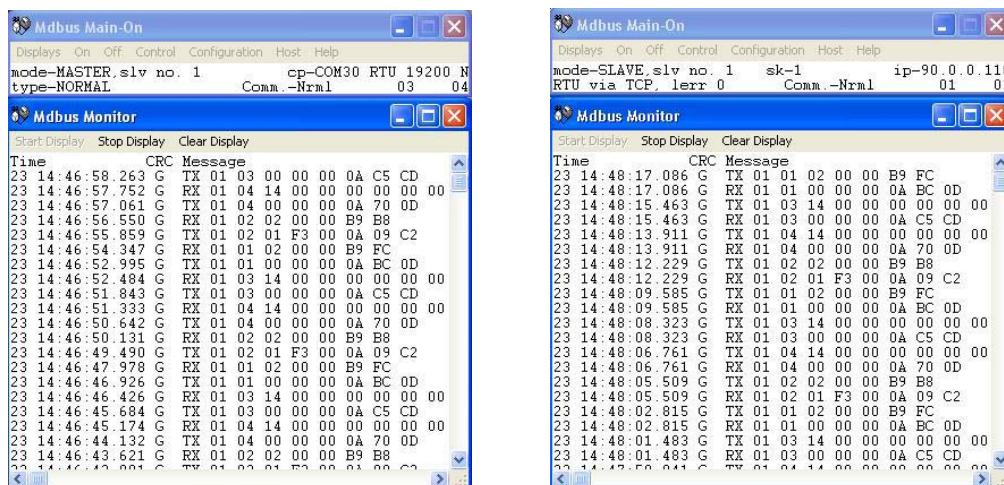 Mdbus Main-On
Displays On Off Control Configuration Host Help
mode-MASTER,slv no. 1 cp-COM30 RTU 19200 N
type-NORMAL Comm.-Nrml 03 04
Mdbus Monitor
Start Display Stop Display Clear Display
Time CRC Message
23 14:46:58.263 G TX 01 03 00 00 00 0A C5 CD
23 14:46:57.752 G RX 01 04 14 00 00 00 00 00 00
23 14:46:57.061 G TX 01 04 00 00 00 0A 70 0D
23 14:46:56.550 G RX 01 02 02 00 00 B9 B8
23 14:46:55.859 G TX 01 02 01 F3 00 0A 09 C2
23 14:46:54.347 G RX 01 01 02 00 00 B9 FC
23 14:46:52.995 G TX 01 01 00 00 00 0A BC 0D
23 14:46:52.484 G RX 01 03 14 00 00 00 00 00 00
23 14:46:51.843 G TX 01 03 00 00 00 0A C5 CD
23 14:46:51.333 G RX 01 04 14 00 00 00 00 00 00
23 14:46:50.642 G TX 01 04 00 00 00 0A 70 0D
23 14:46:50.131 G RX 01 02 02 00 00 B9 B8
23 14:46:49.490 G TX 01 02 01 F3 00 0A 09 C2
23 14:46:47.978 G RX 01 01 02 00 00 B9 FC
23 14:46:46.926 G TX 01 01 00 00 00 0A BC 0D
23 14:46:46.426 G RX 01 03 14 00 00 00 00 00 00
23 14:46:45.684 G TX 01 03 00 00 00 0A C5 CD
23 14:46:45.174 G RX 01 04 14 00 00 00 00 00 00
23 14:46:44.132 G TX 01 04 00 00 00 0A 70 0D
23 14:46:43.621 G RX 01 02 02 00 00 B9 B8
Mdbus Main-On
Displays On Off Control Configuration Host Help
mode-SLAVE,slv no. 1 sk-1 ip-90.0.0.11
RTU via TCP, lerr 0 Comm.-Nrml 01
Mdbus Monitor
Start Display Stop Display Clear Display
Time CRC Message
23 14:48:17.086 G TX 01 01 02 00 00 B9 FC
23 14:48:17.086 G RX 01 01 00 00 00 0A BC 0D
23 14:48:15.463 G TX 01 03 14 00 00 00 00 00 00
23 14:48:15.463 G RX 01 03 00 00 00 0A C5 CD
23 14:48:13.911 G TX 01 04 14 00 00 00 00 00 00
23 14:48:13.911 G RX 01 04 00 00 00 0A 70 0D
23 14:48:12.229 G TX 01 02 02 00 00 B9 B8
23 14:48:12.229 G RX 01 02 01 F3 00 0A 09 C2
23 14:48:09.585 G TX 01 01 02 00 00 B9 FC
23 14:48:09.585 G RX 01 01 00 00 00 0A BC 0D
23 14:48:08.323 G TX 01 03 14 00 00 00 00 00 00
23 14:48:08.323 G RX 01 03 00 00 00 0A C5 CD
23 14:48:06.761 G TX 01 04 14 00 00 00 00 00 00
23 14:48:06.761 G RX 01 04 00 00 00 0A 70 0D
23 14:48:05.509 G TX 01 02 02 00 00 B9 B8
23 14:48:05.509 G RX 01 02 01 F3 00 0A 09 C2
23 14:48:02.815 G TX 01 01 02 00 00 B9 FC
23 14:48:02.815 G RX 01 01 00 00 00 0A BC 0D
23 14:48:01.483 G TX 01 03 14 00 00 00 00 00 00
23 14:48:01.483 G RX 01 03 00 00 00 0A C5 CD